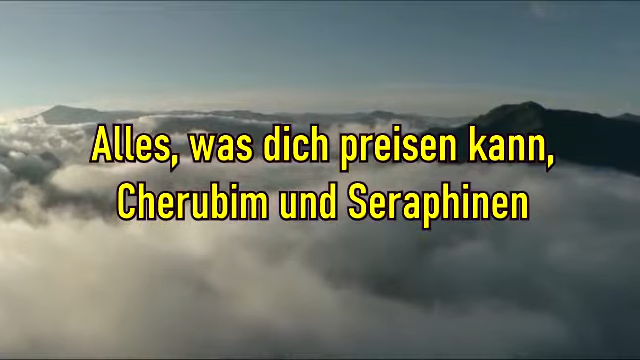 Alles, was dich preisen kann,
Cherubim und Seraphinen